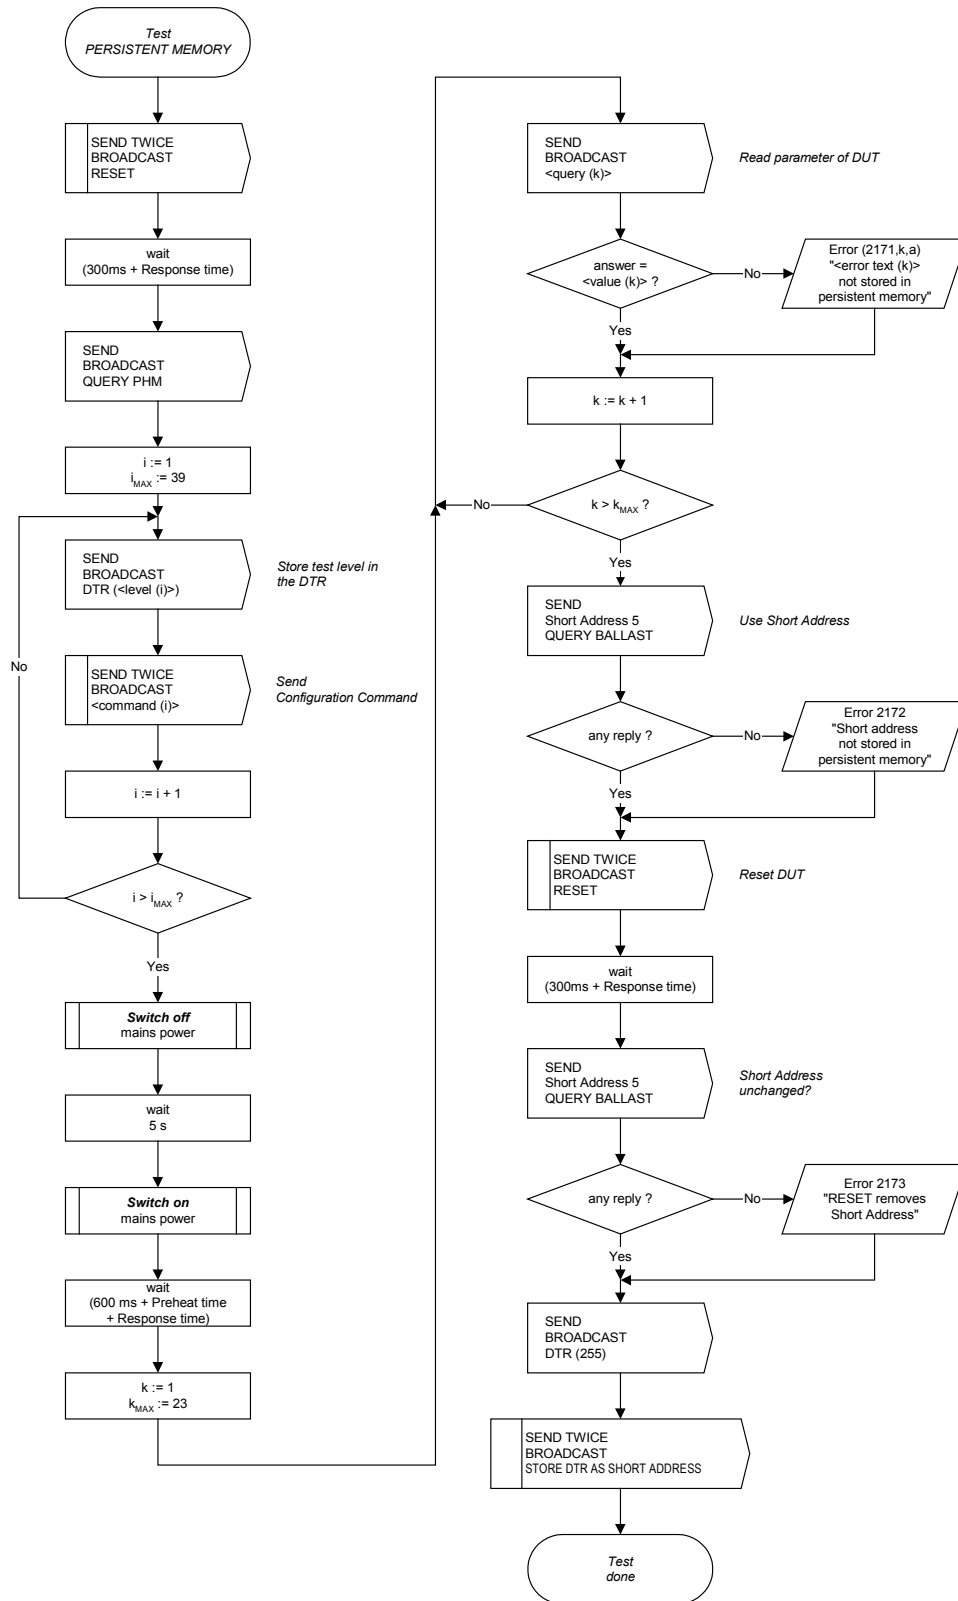 Test
PERSISTENT MEMORY
SEND TWICE
BROADCAST
RESET
wait
(300ms + Response time)
SEND
BROADCAST
QUERY PHM
i := 1
iMAX := 39
SEND
BROADCAST
DTR (<level (i)>)
Store test level in
the DTR
No
SEND TWICE
BROADCAST
<command (i)>
Send
Configuration Command
i := i + 1
i > iMAX ?
Yes
Switch off
mains power
wait
5 s
Switch on
mains power
wait
(600 ms + Preheat time
+ Response time)
k := 1
kMAX := 23
SEND
BROADCAST
<query (k)>
Read parameter of DUT
answer =
<value (k)> ?
No
Error (2171,k,a)
"<error text (k)>
not stored in
persistent memory"
Yes
k := k + 1
k > kMAX ?
No
Yes
SEND
Short Address 5
QUERY BALLAST
Use Short Address
any reply ?
No
Error 2172
"Short address
not stored in
persistent memory"
Yes
SEND TWICE
BROADCAST
RESET
Reset DUT
wait
(300ms + Response time)
SEND
Short Address 5
QUERY BALLAST
Short Address
unchanged?
any reply ?
No
Error 2173
"RESET removes
Short Address"
Yes
SEND
BROADCAST
DTR (255)
SEND TWICE
BROADCAST
STORE DTR AS SHORT ADDRESS
Test
done